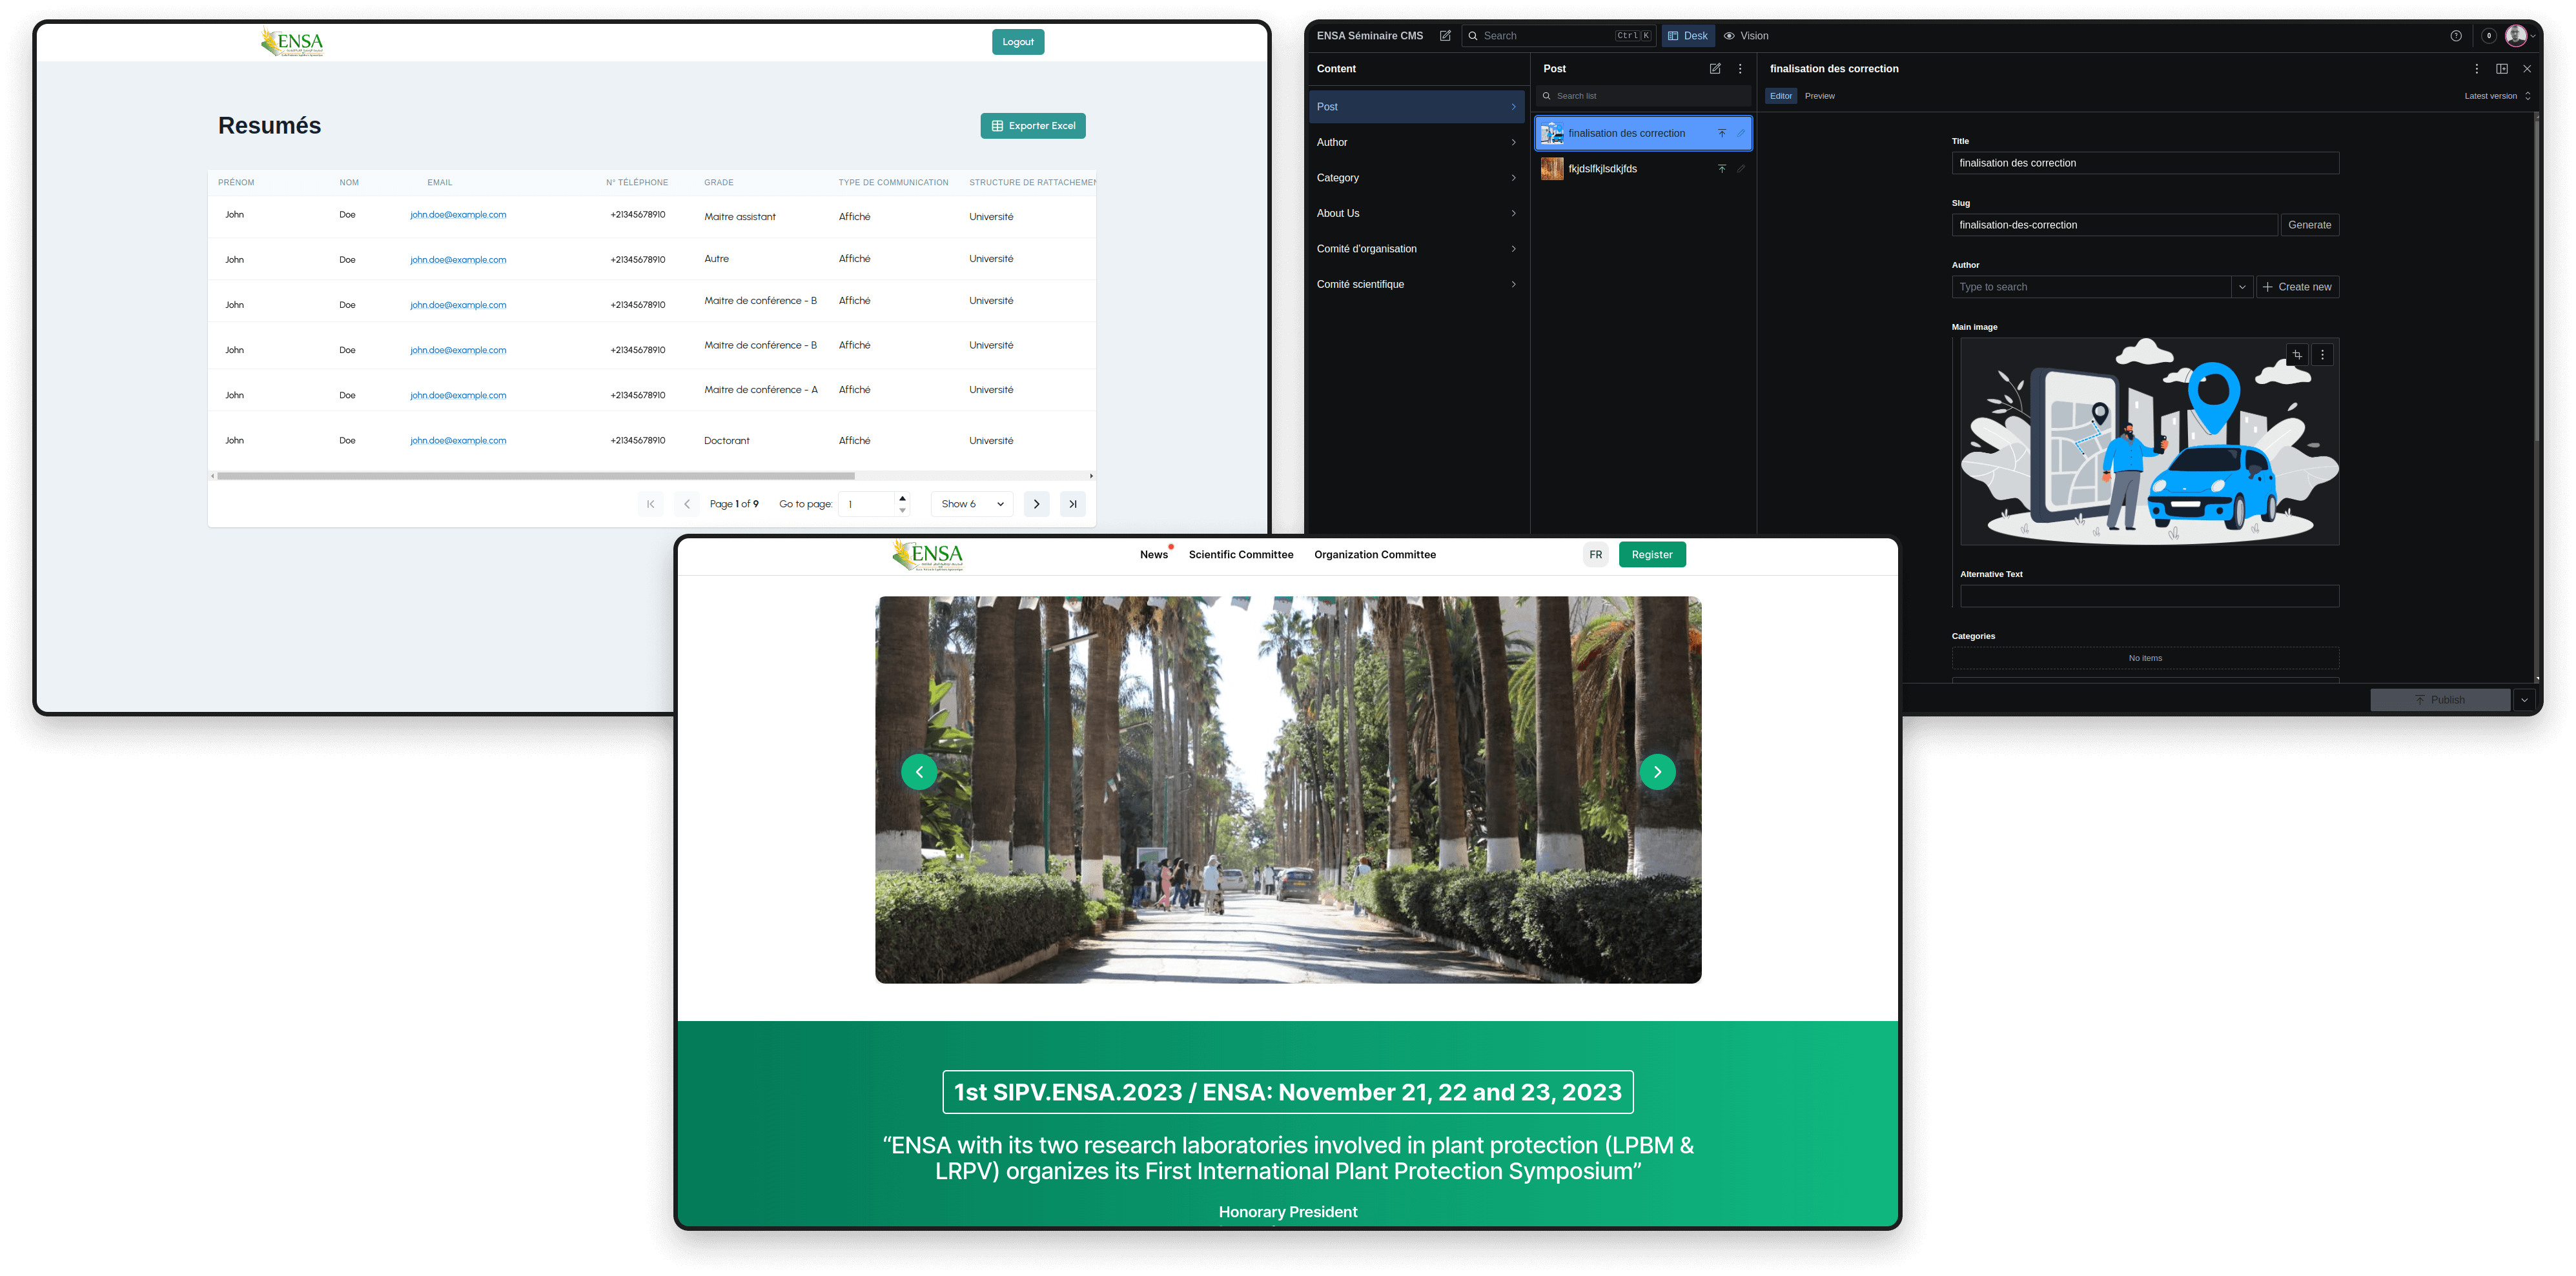 ENSA
Logout
Resumés
Exporter Excel
PRÉNOM NOM EMAIL N° TÉLÉPHONE GRADE TYPE DE COMMUNICATION STRUCTURE DE RATTACHEMEN
John Doe john.doe@example.com +21345678910 Maitre assistant Affiché Université
John Doe john.doe@example.com +21345678910 Autre Affiché Université
John Doe john.doe@example.com +21345678910 Maitre de conférence - B Affiché Université
John Doe john.doe@example.com +21345678910 Maitre de conférence - B Affiché Université
John Doe john.doe@example.com +21345678910 Maitre de conférence - A Affiché Université
John Doe john.doe@example.com +21345678910 Doctorant Affiché Université
Page 1 of 9 Go to page: 1 Show 6
ENSA Séminaire CMS Search Ctrl K Desk Vision 0
Content
Post
Author
Category
About Us
Comité d'organisation
Comité scientifique
Post
Search list
finalisation des correction
fkjdslfkjlsdkjfds
finalisation des correction
Editor Preview Latest version
Title
finalisation des correction
Slug
finalisation-des-correction Generate
Author
Type to search Create new
Main image
Alternative Text
Categories
No items
Publish
ENSA
News Scientific Committee Organization Committee FR Register
1st SIPV.ENSA.2023 / ENSA: November 21, 22 and 23, 2023
“ENSA with its two research laboratories involved in plant protection (LPBM &
LRPV) organizes its First International Plant Protection Symposium”
Honorary President